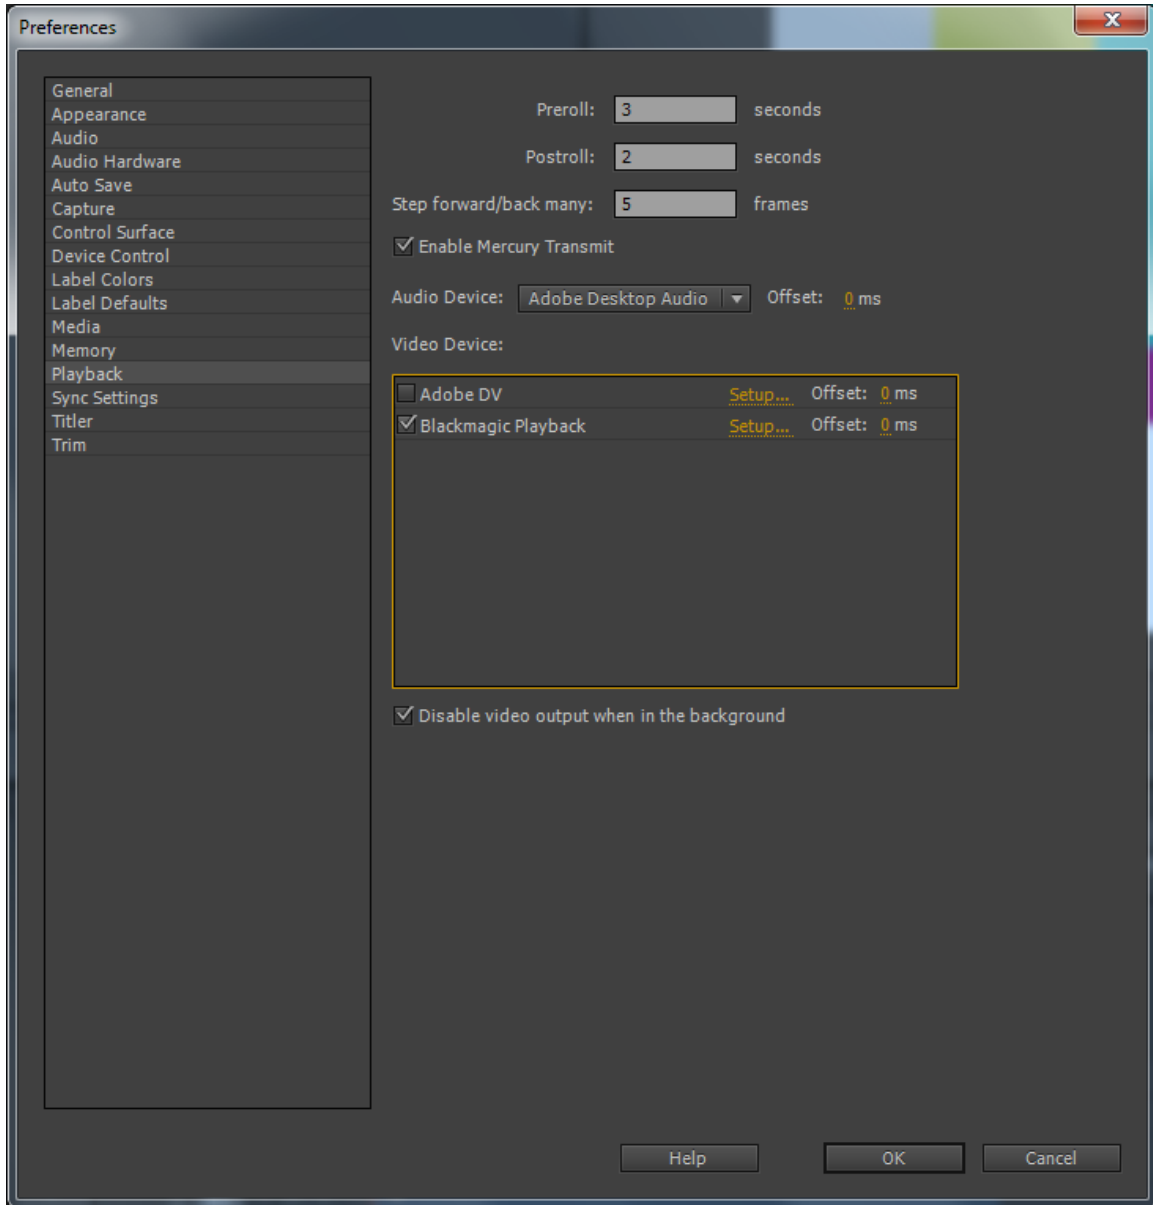 Preferences
General
Appearance
Audio
Audio Hardware
Auto Save
Capture
Control Surface
Device Control
Label Colors
Label Defaults
Media
Memory
Playback
Sync Settings
Titler
Trim
Preroll: 3 seconds
Postroll: 2 seconds
Step forward/back many: 5 frames
Enable Mercury Transmit
Audio Device: Adobe Desktop Audio Offset: 0 ms
Video Device:
Adobe DV Setup... Offset: 0 ms
Blackmagic Playback Setup... Offset: 0 ms
Disable video output when in the background
Help OK Cancel